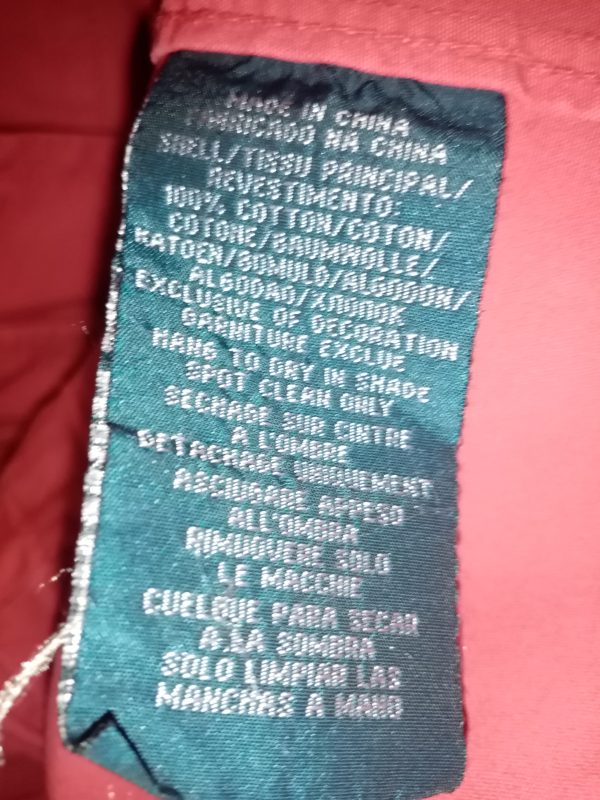 MADE IN CHINA
FABRICADO NA CHINA
SHELL/TISSU PRINCIPAL/
REVESTIMENTO:
100% COTTON/COTON/
COTONE/BAUMWOLLE/
KATOEN/BOMULD/ALGODON/
ALGODAO/ХЛОПОК
EXCLUSIVE OF DECORATION
GARNITURE EXCLUE
HAND TO DRY IN SHADE
SPOT CLEAN ONLY
SECHAGE SUR CINTRE
A L'OMBRE
DETACHAGE UNIQUEMENT
ASCIUGARE APPESO
ALL'OMBRA
RIMUOVERE SOLO
LE MACCHIE
CUELGUE PARA SECAR
A LA SOMBRA
SOLO LIMPIAR LAS
MANCHAS A MANO